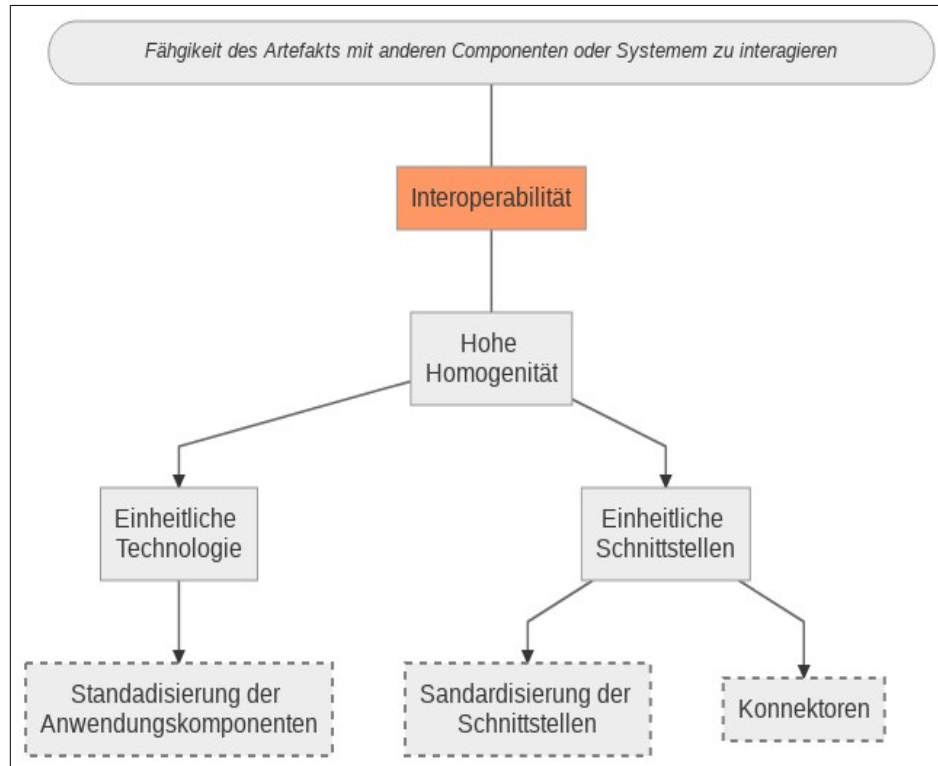 Fähgikeit des Artefakts mit anderen Componenten oder Systemem zu interagieren
Interoperabilität
Hohe
Homogenität
Einheitliche
Technologie
Einheitliche
Schnittstellen
Standadisierung der
Anwendungskomponenten
Sandardisierung der
Schnittstellen
Konnektoren